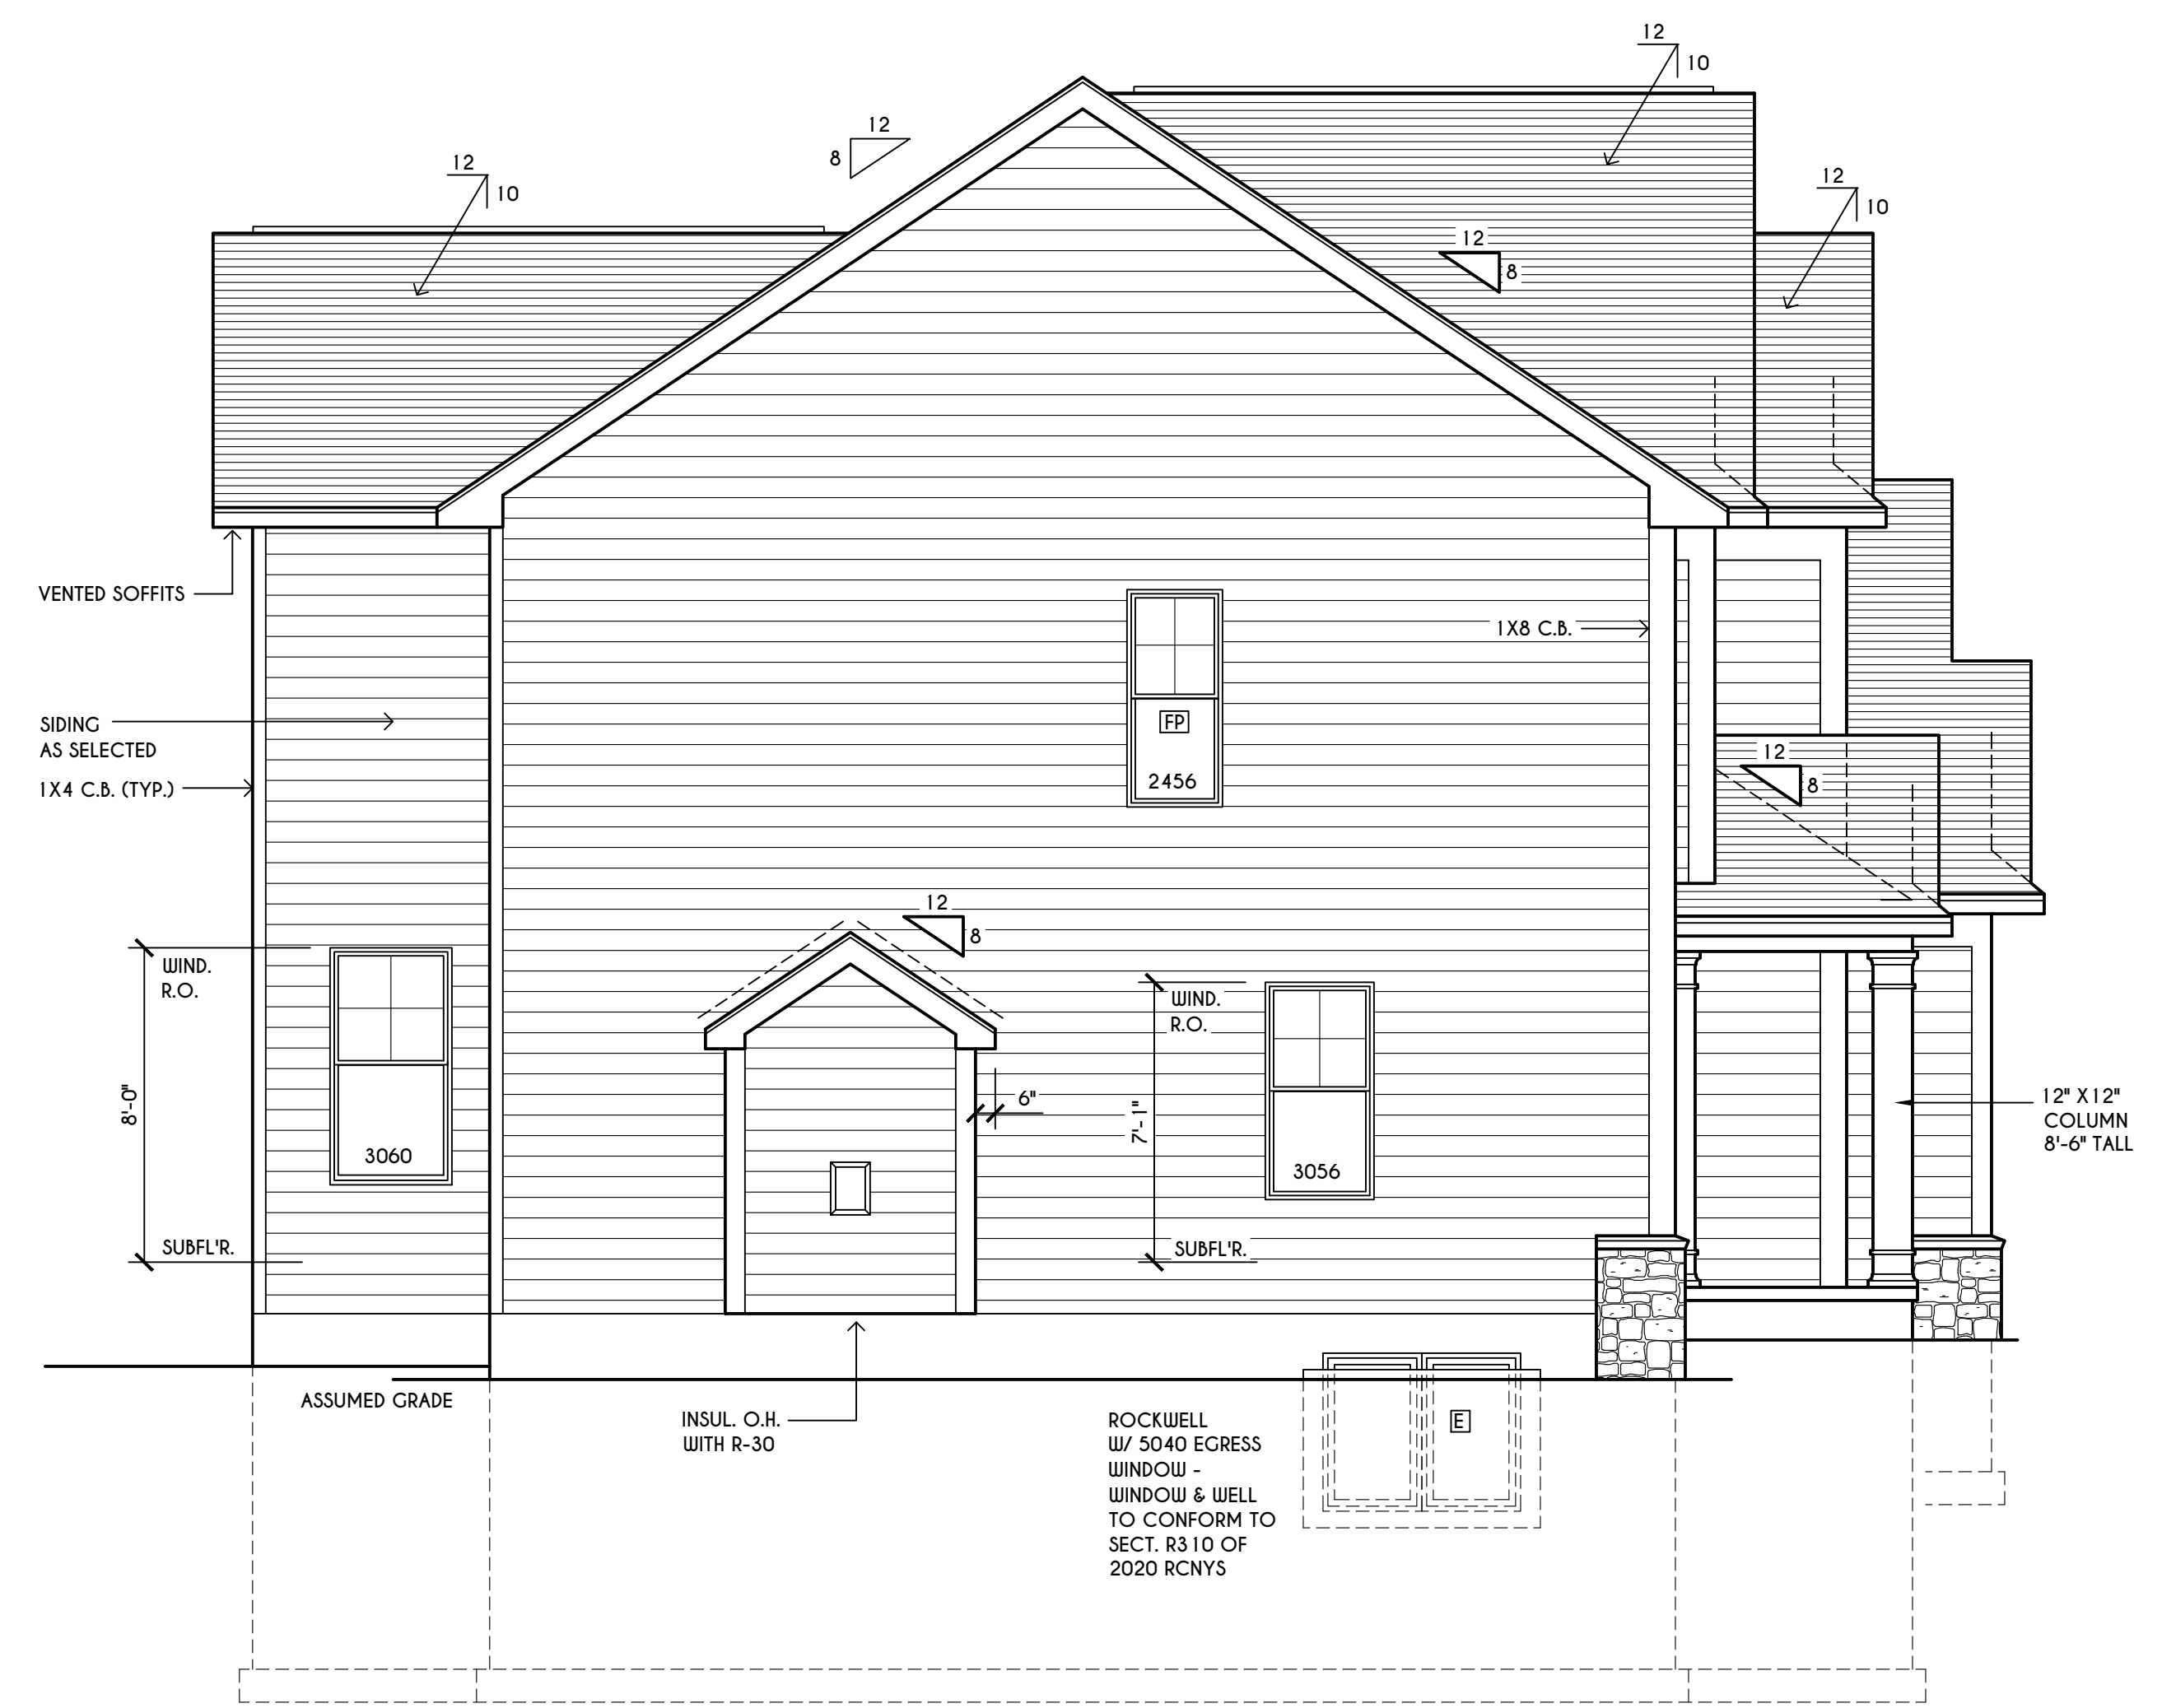 12
10
12
8
12
10
12
10
12
8
VENTED SOFFITS
1X8 C.B.
SIDING
AS SELECTED
FP
2456
1X4 C.B. (TYP.)
12
8
12
8
WIND.
R.O.
WIND.
R.O.
8'-0"
6"
7'-1"
12" X12"
COLUMN
8'-6" TALL
3060
3056
SUBFL'R.
SUBFL'R.
ASSUMED GRADE
INSUL. O.H.
WITH R-30
E
ROCKWELL
W/ 5040 EGRESS
WINDOW -
WINDOW & WELL
TO CONFORM TO
SECT. R310 OF
2020 RCNYS